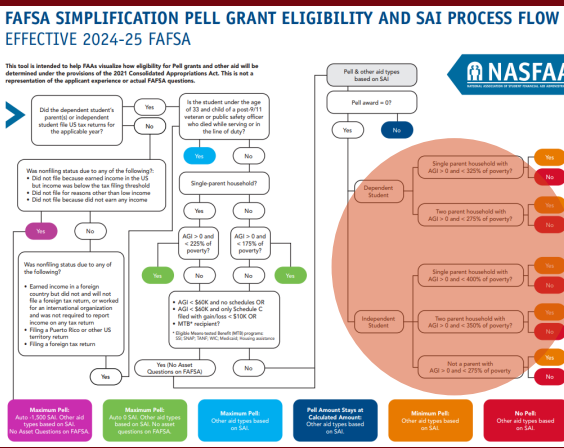 FAFSA SIMPLIFICATION PELL GRANT ELIGIBILITY AND SAI PROCESS FLOW
EFFECTIVE 2024-25 FAFSA
This tool is intended to help FAAs visualize how eligibility for Pell grants and other aid will be
determined under the provisions of the 2021 Consolidated Appropriations Act. This is not a
representation of the applicant experience or actual FAFSA questions.
NASFAA
NATIONAL ASSOCIATION OF STUDENT FINANCIAL AID
Did the dependent student's
parent(s) or independent
student file US tax returns for
the applicable year?
Yes
No
Is the student under the age
of 33 and child of a post-9/11
veteran or public safety officer
who died while serving or in
the line of duty?
Yes
No
Was nonfiling status due to any of the following?:
• Did not file because earned income in the US
but income was below the tax filing threshold
• Did not file for reasons other than low income
• Did not file because did not earn any income
Yes
No
Was nonfiling status due to any of
the following?
• Earned income in a foreign
country but did not and will not
file a foreign tax return, or worked
for an international organization
and was not required to report
income on any tax return
• Filing a Puerto Rico or other US
territory return
• Filing a foreign tax return
Yes
Single-parent household?
Yes
No
AGI > 0 and
< 225% of
poverty?
AGI > 0 and
< 175% of
poverty?
Yes
No
No
Yes
• AGI < $60K and no schedules OR
• AGI < $60K and only Schedule C
filed with gain/loss < $10K OR
• MTB* recipient?
* Eligible Means-tested Benefit (MTB) programs:
SSI; SNAP; TANF; WIC; Medicaid; Housing assistance
Yes (No Asset
Questions on FAFSA)
No
Pell & other aid types
based on SAI
Pell award = 0?
Yes
No
Dependent
Student
Single parent household with
AGI > 0 and < 325% of poverty?
Yes
No
Two parent household with
AGI > 0 and < 275% of poverty?
Yes
No
Independent
Student
Single parent household with
AGI > 0 and < 400% of poverty?
Yes
No
Two parent household with
AGI > 0 and < 350% of poverty?
Yes
No
Not a parent with
AGI > 0 and < 275% of poverty
Yes
No
Maximum Pell:
Auto -1,500 SAI. Other aid
types based on SAI.
No Asset Questions on FAFSA.
Maximum Pell:
Auto 0 SAI. Other aid types
based on SAI. No asset
questions on FAFSA.
Maximum Pell:
Other aid types based
on SAI.
Pell Amount Stays at
Calculated Amount:
Other aid types based
on SAI.
Minimum Pell:
Other aid types based
on SAI.
No Pell:
Other aid types based
on SAI.